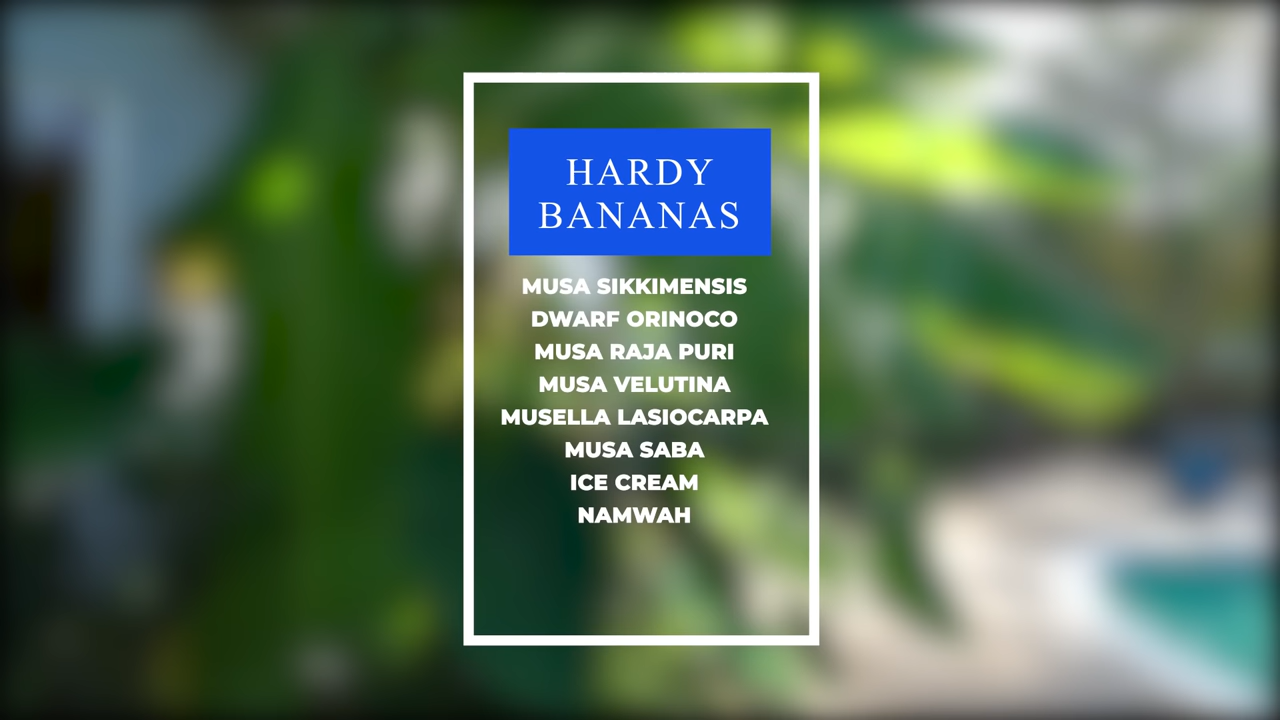 HARDY
BANANAS
MUSA SIKKIMENSIS
DWARF ORINOCO
MUSA RAJA PURI
MUSA VELUTINA
MUSELLA LASIOCARPA
MUSA SABA
ICE CREAM
NAMWAH